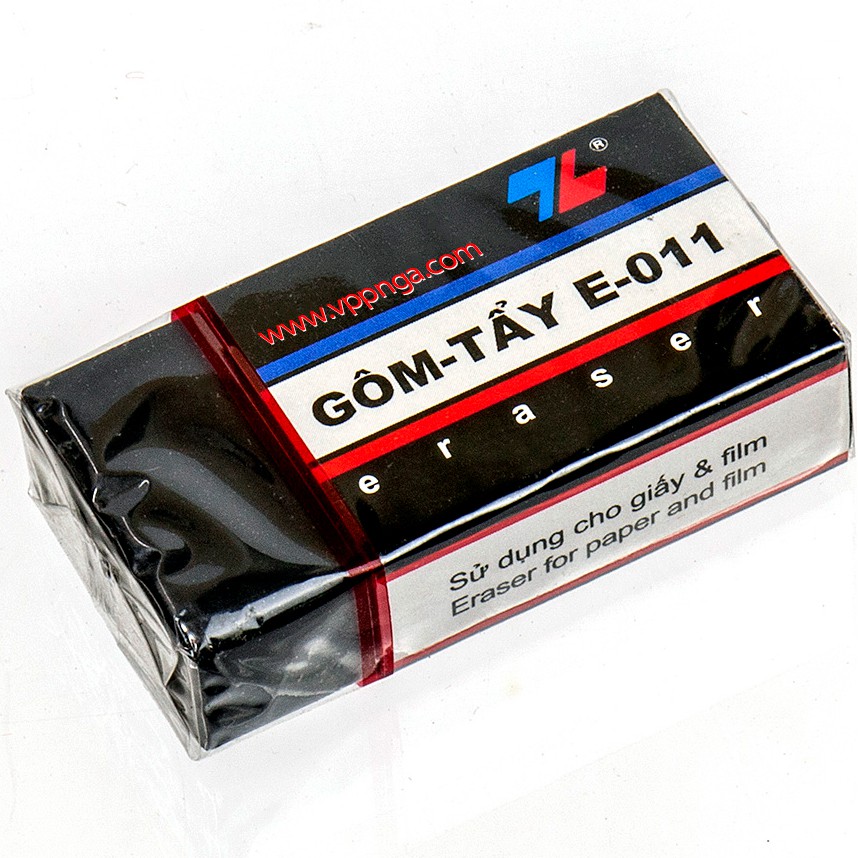 ®
www.vppnga.com
GÔM-TẨY E-011
eraser
Sử dụng cho giấy & film
Eraser for paper and film